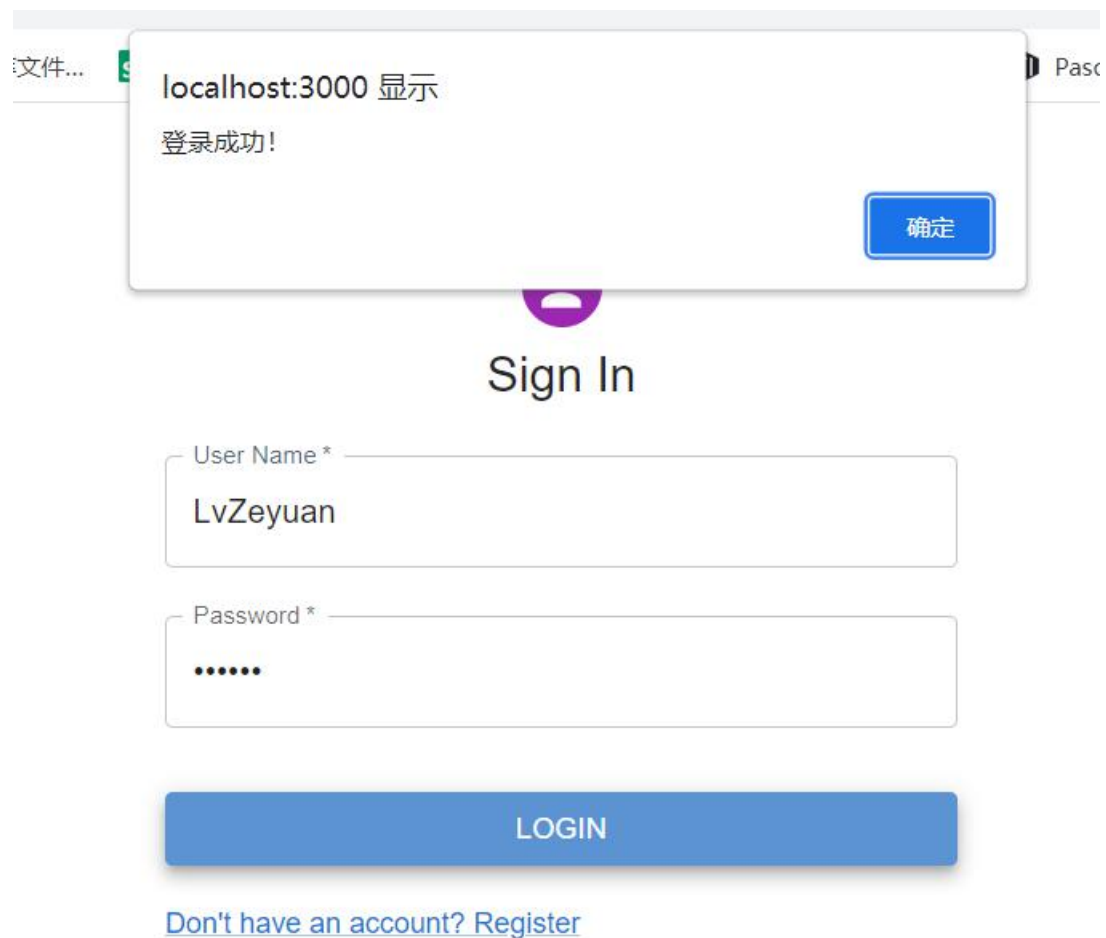 文件...
localhost:3000 显示
登录成功!
确定
Sign In
User Name *
LvZeyuan
Password *
••••••
LOGIN
Don't have an account? Register